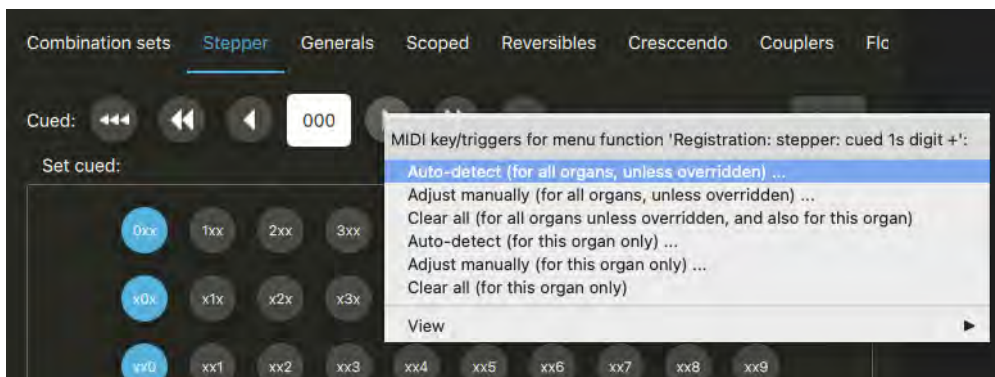 Combination sets Stepper Generals Scoped Reversibles Cresccendo Couplers Flc
Cued: 000
MIDI key/triggers for menu function 'Registration: stepper: cued 1s digit +':
Set cued:
Auto-detect (for all organs, unless overridden) ...
Adjust manually (for all organs, unless overridden) ...
Clear all (for all organs unless overridden, and also for this organ)
0xx 1xx 2xx 3xx
Auto-detect (for this organ only) ...
Adjust manually (for this organ only) ...
Clear all (for this organ only)
x0x x1x x2x x3x
View
xx0 xx1 xx2 xx3 xx4 xx5 xx6 xx7 xx8 xx9